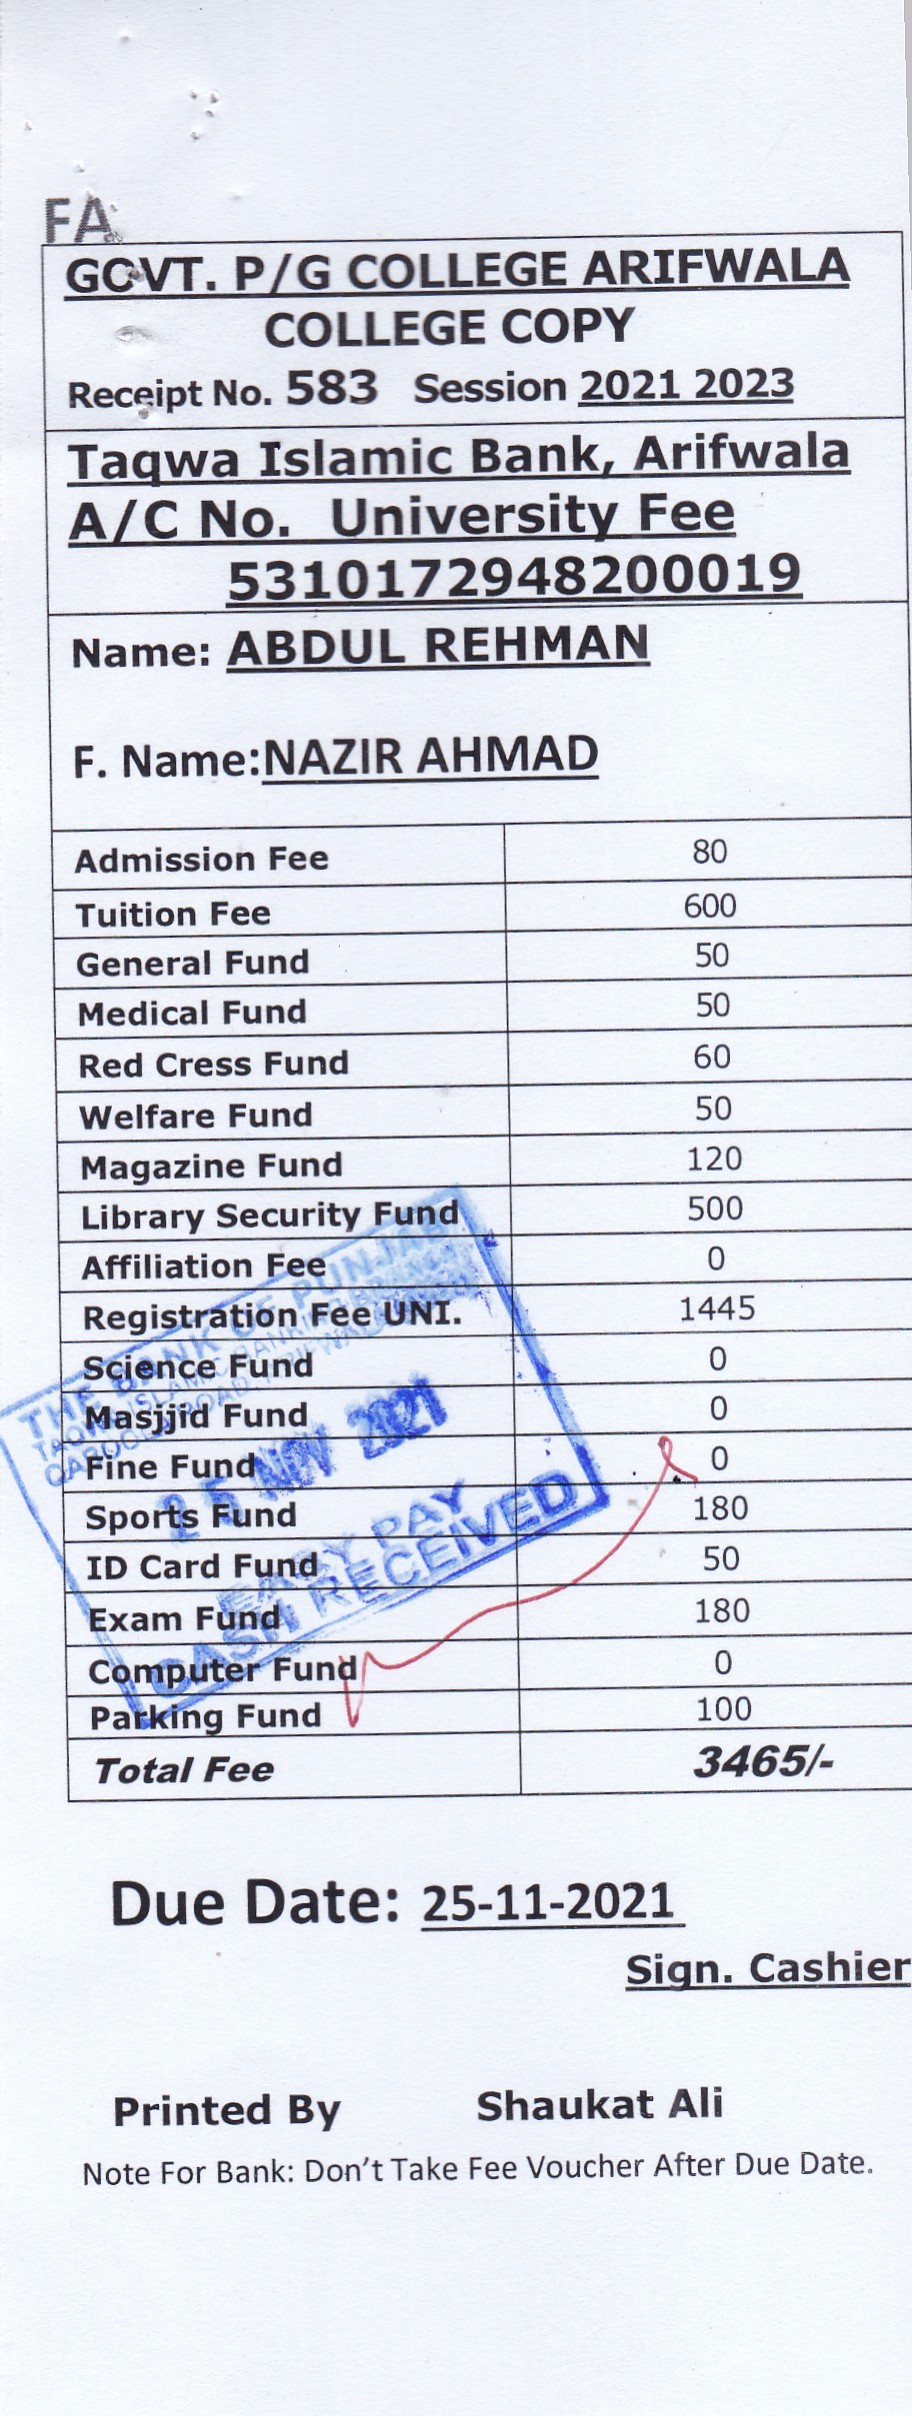 FA
GOVT. P/G COLLEGE ARIFWALA
COLLEGE COPY
Receipt No. 583 Session 2021 2023
Taqwa Islamic Bank, Arifwala
A/C No. University Fee
5310172948200019
Name: ABDUL REHMAN
F. Name:NAZIR AHMAD
Admission Fee 80
Tuition Fee 600
General Fund 50
Medical Fund 50
Red Cress Fund 60
Welfare Fund 50
Magazine Fund 120
Library Security Fund 500
Affiliation Fee 0
Registration Fee UNI. 1445
Science Fund 0
Masjjid Fund 0
Fine Fund 0
Sports Fund 180
ID Card Fund 50
Exam Fund 180
Computer Fund 0
Parking Fund 100
Total Fee 3465/-
THE BANK OF PUNJAB
TAQWA ISLAMIC BANKING BRANCH
ROAD ARIFWALA
25 NOV 2021
EASY PAY
CASH RECEIVED
Due Date: 25-11-2021
Sign. Cashier
Printed By Shaukat Ali
Note For Bank: Don't Take Fee Voucher After Due Date.